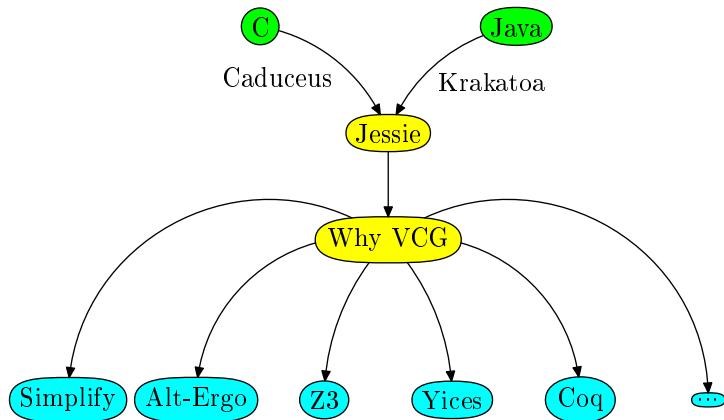 C
Java
Caduceus
Krakatoa
Jessie
Why VCG
Simplify
Alt-Ergo
Z3
Yices
Coq
...